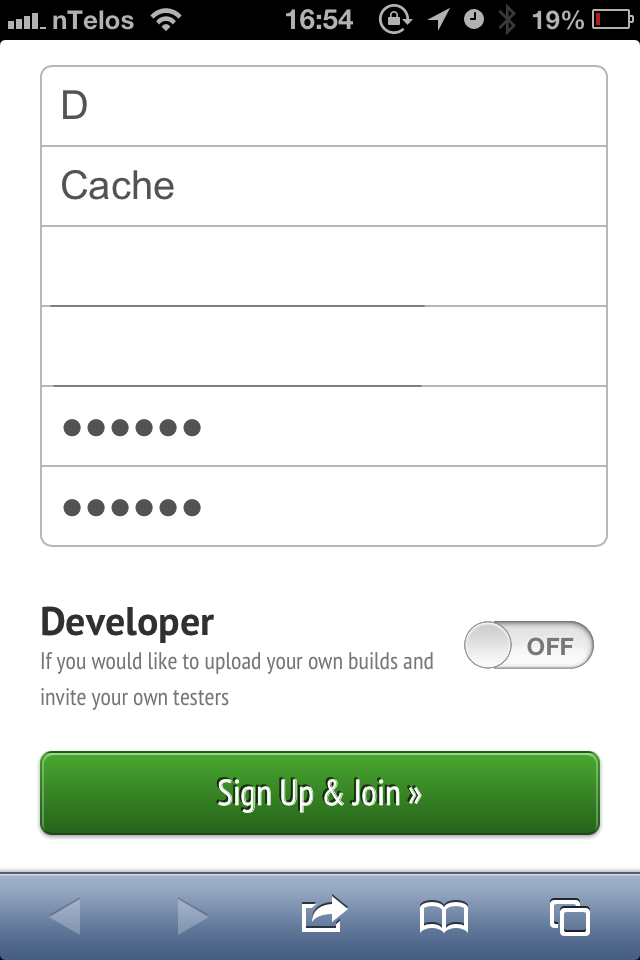 nTelos 16:54 19%
D
Cache
●●●●●●
●●●●●●
Developer
OFF
If you would like to upload your own builds and
invite your own testers
Sign Up & Join »